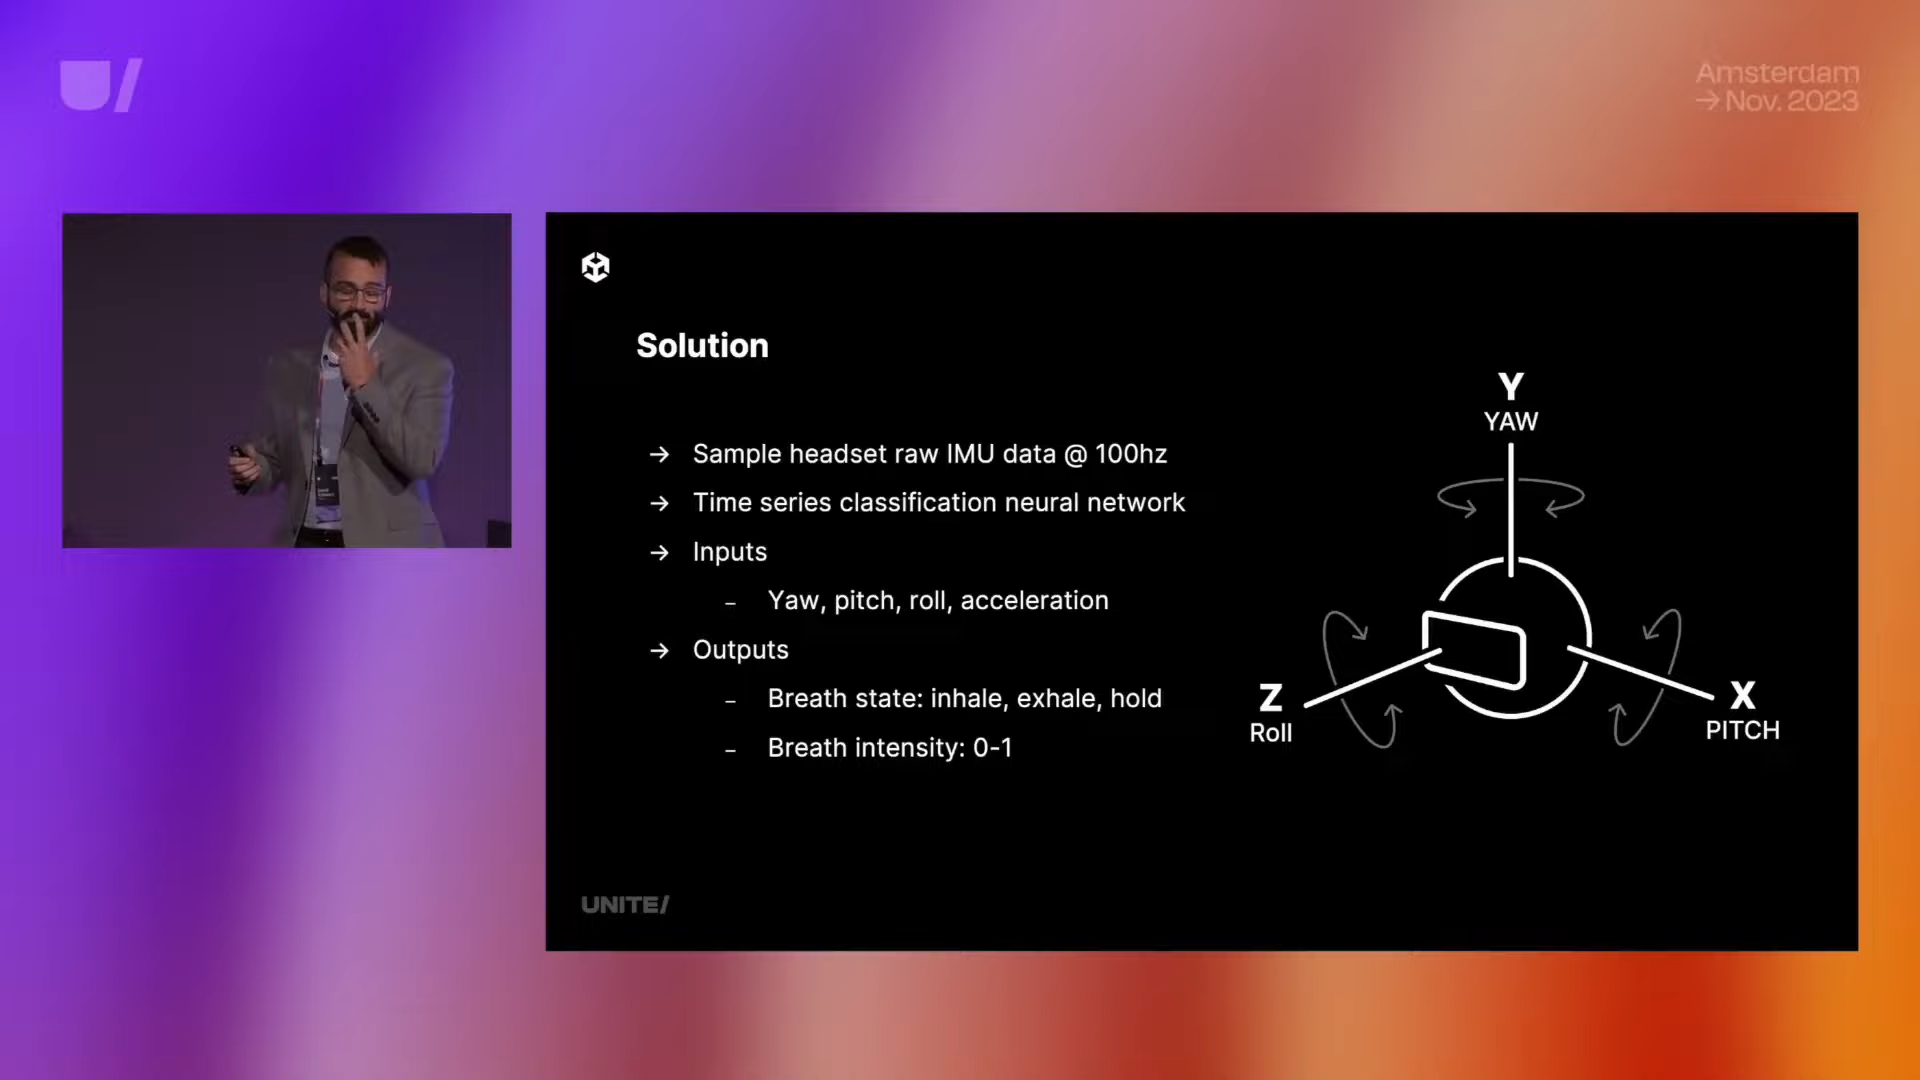 U/
Amsterdam
→ Nov. 2023
Solution
→ Sample headset raw IMU data @ 100hz
→ Time series classification neural network
→ Inputs
– Yaw, pitch, roll, acceleration
→ Outputs
– Breath state: inhale, exhale, hold
– Breath intensity: 0-1
Y
YAW
Z
Roll
X
PITCH
UNITE/